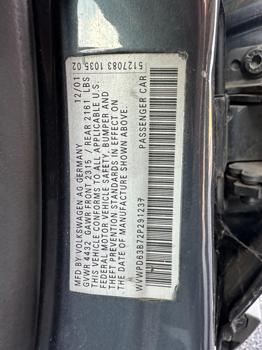 MFD BY VOLKSWAGEN AG GERMANY 12/01
GVWR 4432 GAWR FRONT 2315 / REAR 2161 LBS
THIS VEHICLE CONFORMS TO ALL APPLICABLE U.S.
FEDERAL MOTOR VEHICLE SAFETY, BUMPER AND
THEFT PREVENTION STANDARDS IN EFFECT ON
THE DATE OF MANUFACTURE SHOWN ABOVE.
WVWPD63B72P291237 PASSENGER CAR
5127083 1035 02